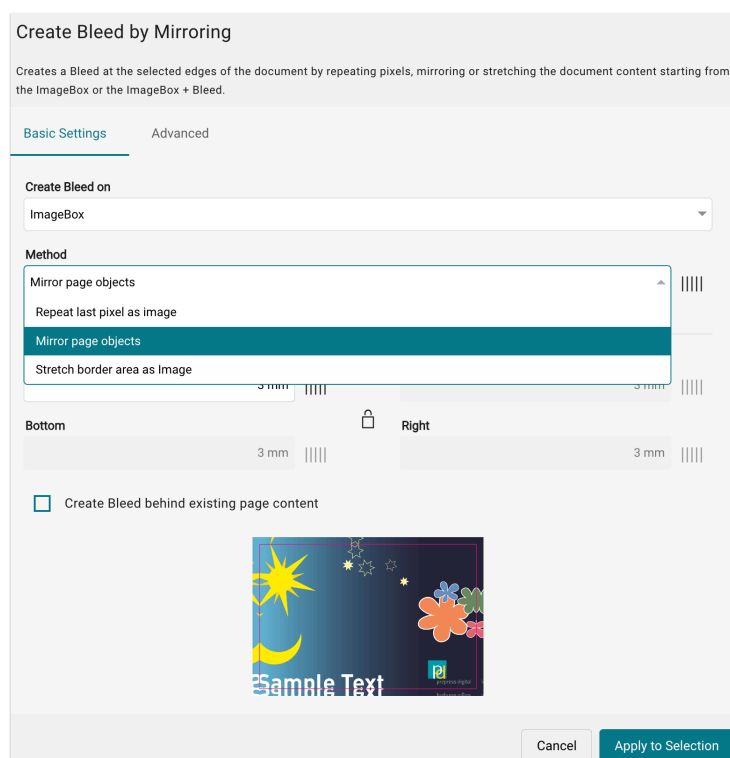 Create Bleed by Mirroring
Creates a Bleed at the selected edges of the document by repeating pixels, mirroring or stretching the document content starting from
the ImageBox or the ImageBox + Bleed.
Basic Settings Advanced
Create Bleed on
ImageBox
Method
Mirror page objects
Repeat last pixel as image
Mirror page objects
Stretch border area as Image
3 mm 3 mm
Bottom Right
3 mm 3 mm
Create Bleed behind existing page content
pd
Sample Text
prepress digital
Cancel Apply to Selection